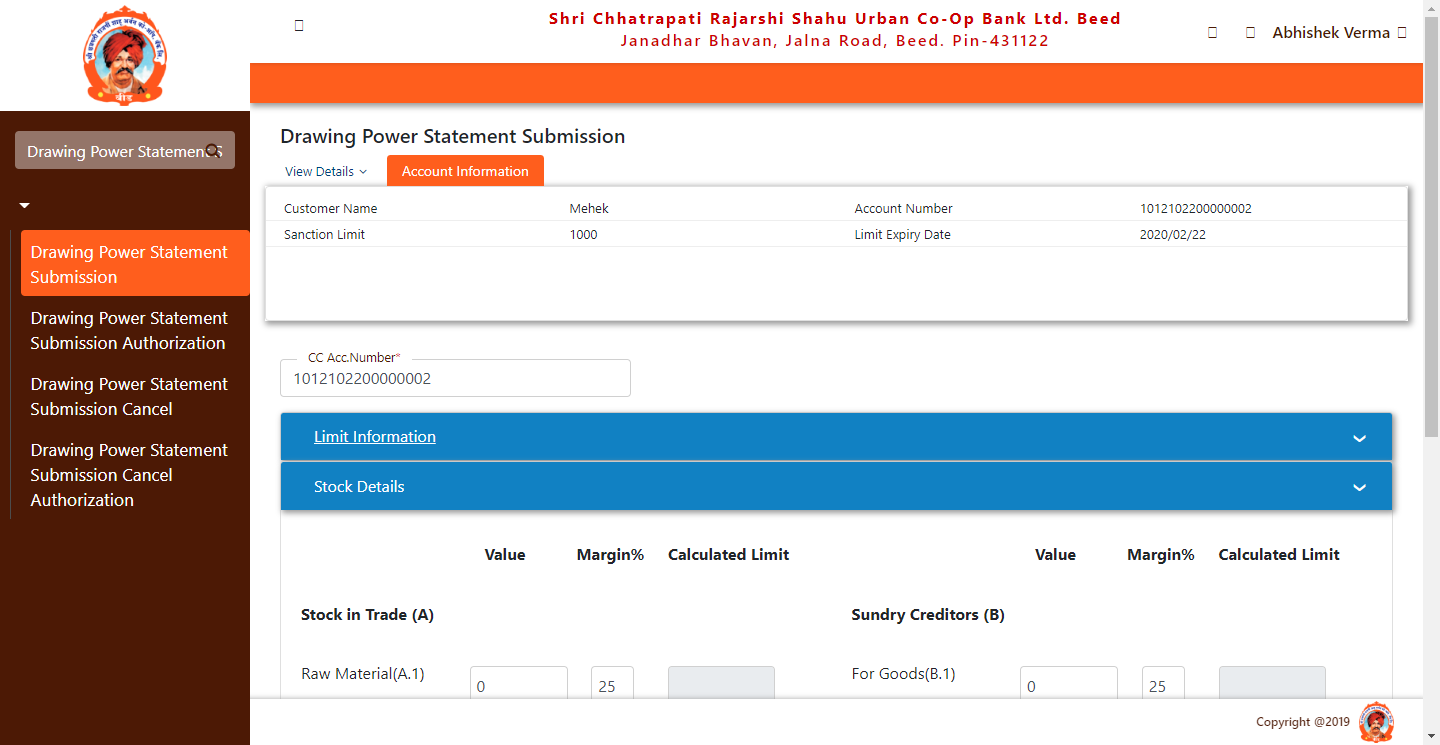 Shri Chhatrapati Rajarshi Shahu Urban Co-Op Bank Ltd. Beed
Janadhar Bhavan, Jalna Road, Beed. Pin-431122
Abhishek Verma
बीड
Drawing Power Statement S
Drawing Power Statement
Submission
Drawing Power Statement
Submission Authorization
Drawing Power Statement
Submission Cancel
Drawing Power Statement
Submission Cancel
Authorization
Drawing Power Statement Submission
View Details
Account Information
Customer Name Mehek Account Number 1012102200000002
Sanction Limit 1000 Limit Expiry Date 2020/02/22
CC Acc.Number*
1012102200000002
Limit Information
Stock Details
Value Margin% Calculated Limit Value Margin% Calculated Limit
Stock in Trade (A) Sundry Creditors (B)
Raw Material(A.1) 0 25 For Goods(B.1) 0 25
Copyright @2019